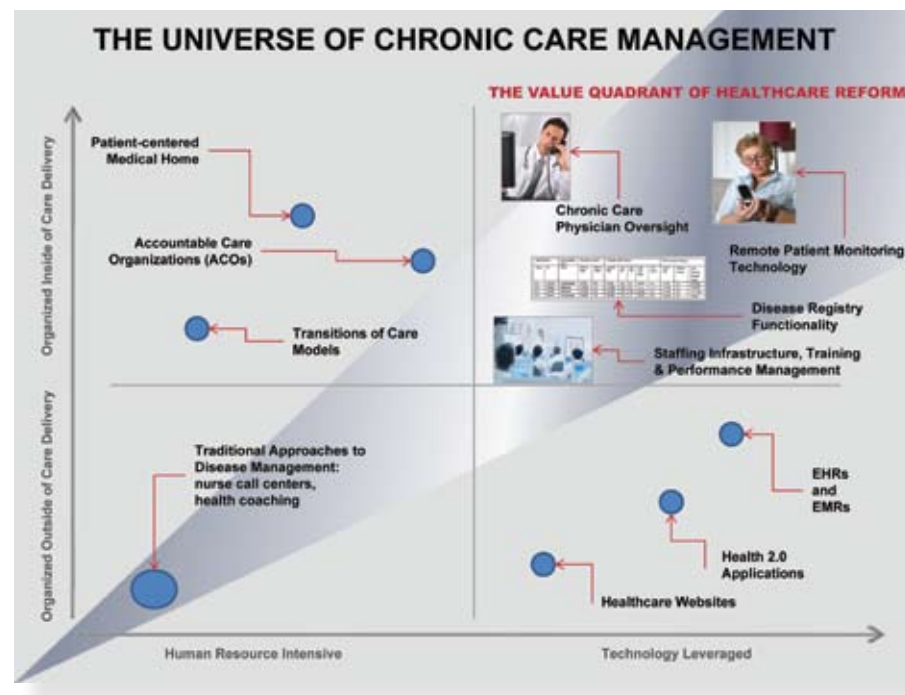 THE UNIVERSE OF CHRONIC CARE MANAGEMENT
THE VALUE QUADRANT OF HEALTHCARE REFORM
Organized Inside of Care Delivery
Patient-centered
Medical Home
Accountable Care
Organizations (ACOs)
Transitions of Care
Models
Chronic Care
Physician Oversight
Remote Patient Monitoring
Technology
Disease Registry
Functionality
Staffing Infrastructure, Training
& Performance Management
Organized Outside of Care Delivery
Traditional Approaches to
Disease Management:
nurse call centers,
health coaching
EHRs
and
EMRs
Health 2.0
Applications
Healthcare Websites
Human Resource Intensive
Technology Leveraged